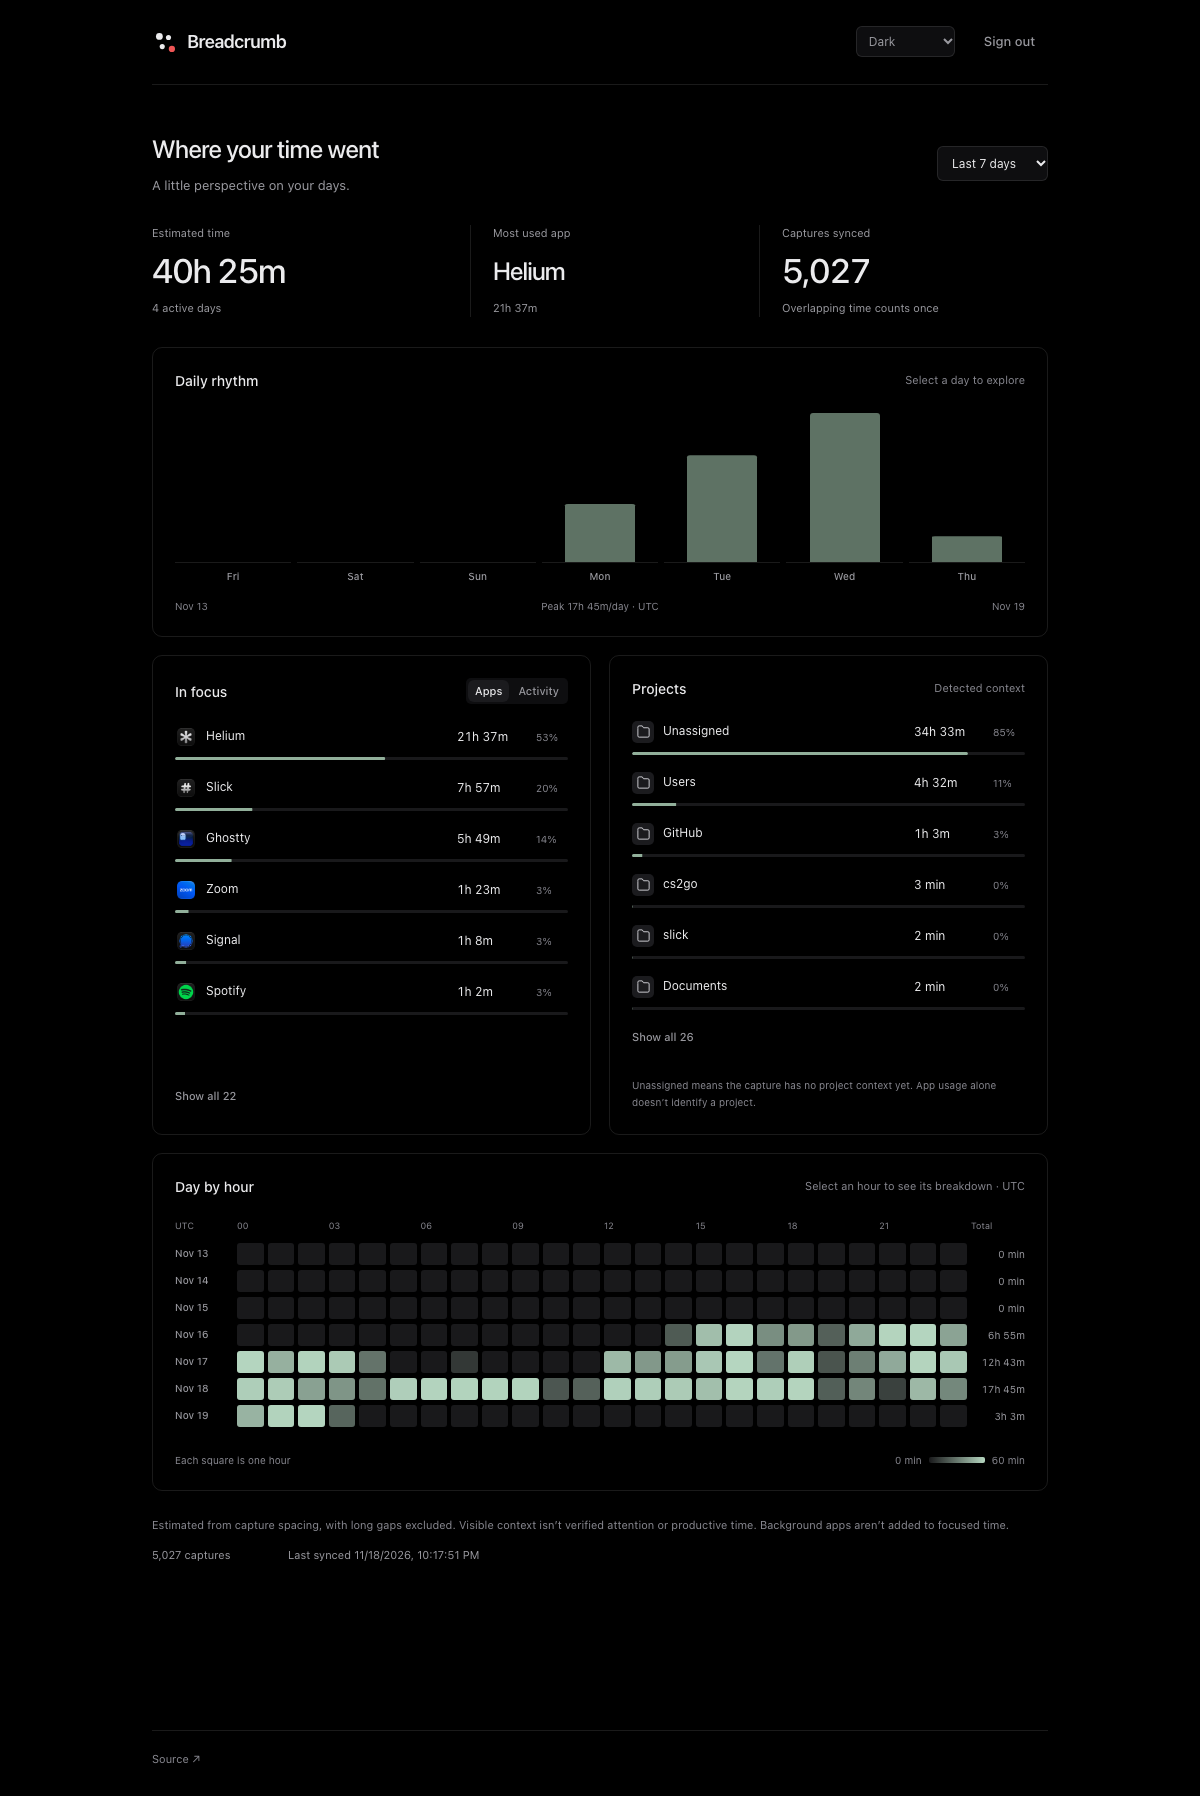 Breadcrumb
Dark
Sign out
Where your time went
A little perspective on your days.
Last 7 days
Estimated time
40h 25m
4 active days
Most used app
Helium
21h 37m
Captures synced
5,027
Overlapping time counts once
Daily rhythm
Select a day to explore
Fri Sat Sun Mon Tue Wed Thu
Nov 13
Peak 17h 45m/day · UTC
Nov 19
In focus
Apps Activity
Helium 21h 37m 53%
Slick 7h 57m 20%
Ghostty 5h 49m 14%
zoom
Zoom 1h 23m 3%
Signal 1h 8m 3%
Spotify 1h 2m 3%
Show all 22
Projects
Detected context
Unassigned 34h 33m 85%
Users 4h 32m 11%
GitHub 1h 3m 3%
cs2go 3 min 0%
slick 2 min 0%
Documents 2 min 0%
Show all 26
Unassigned means the capture has no project context yet. App usage alone
doesn’t identify a project.
Day by hour
Select an hour to see its breakdown · UTC
UTC 00 03 06 09 12 15 18 21 Total
Nov 13 0 min
Nov 14 0 min
Nov 15 0 min
Nov 16 6h 55m
Nov 17 12h 43m
Nov 18 17h 45m
Nov 19 3h 3m
Each square is one hour
0 min 60 min
Estimated from capture spacing, with long gaps excluded. Visible context isn’t verified attention or productive time. Background apps aren’t added to focused time.
5,027 captures
Last synced 11/18/2026, 10:17:51 PM
Source ↗